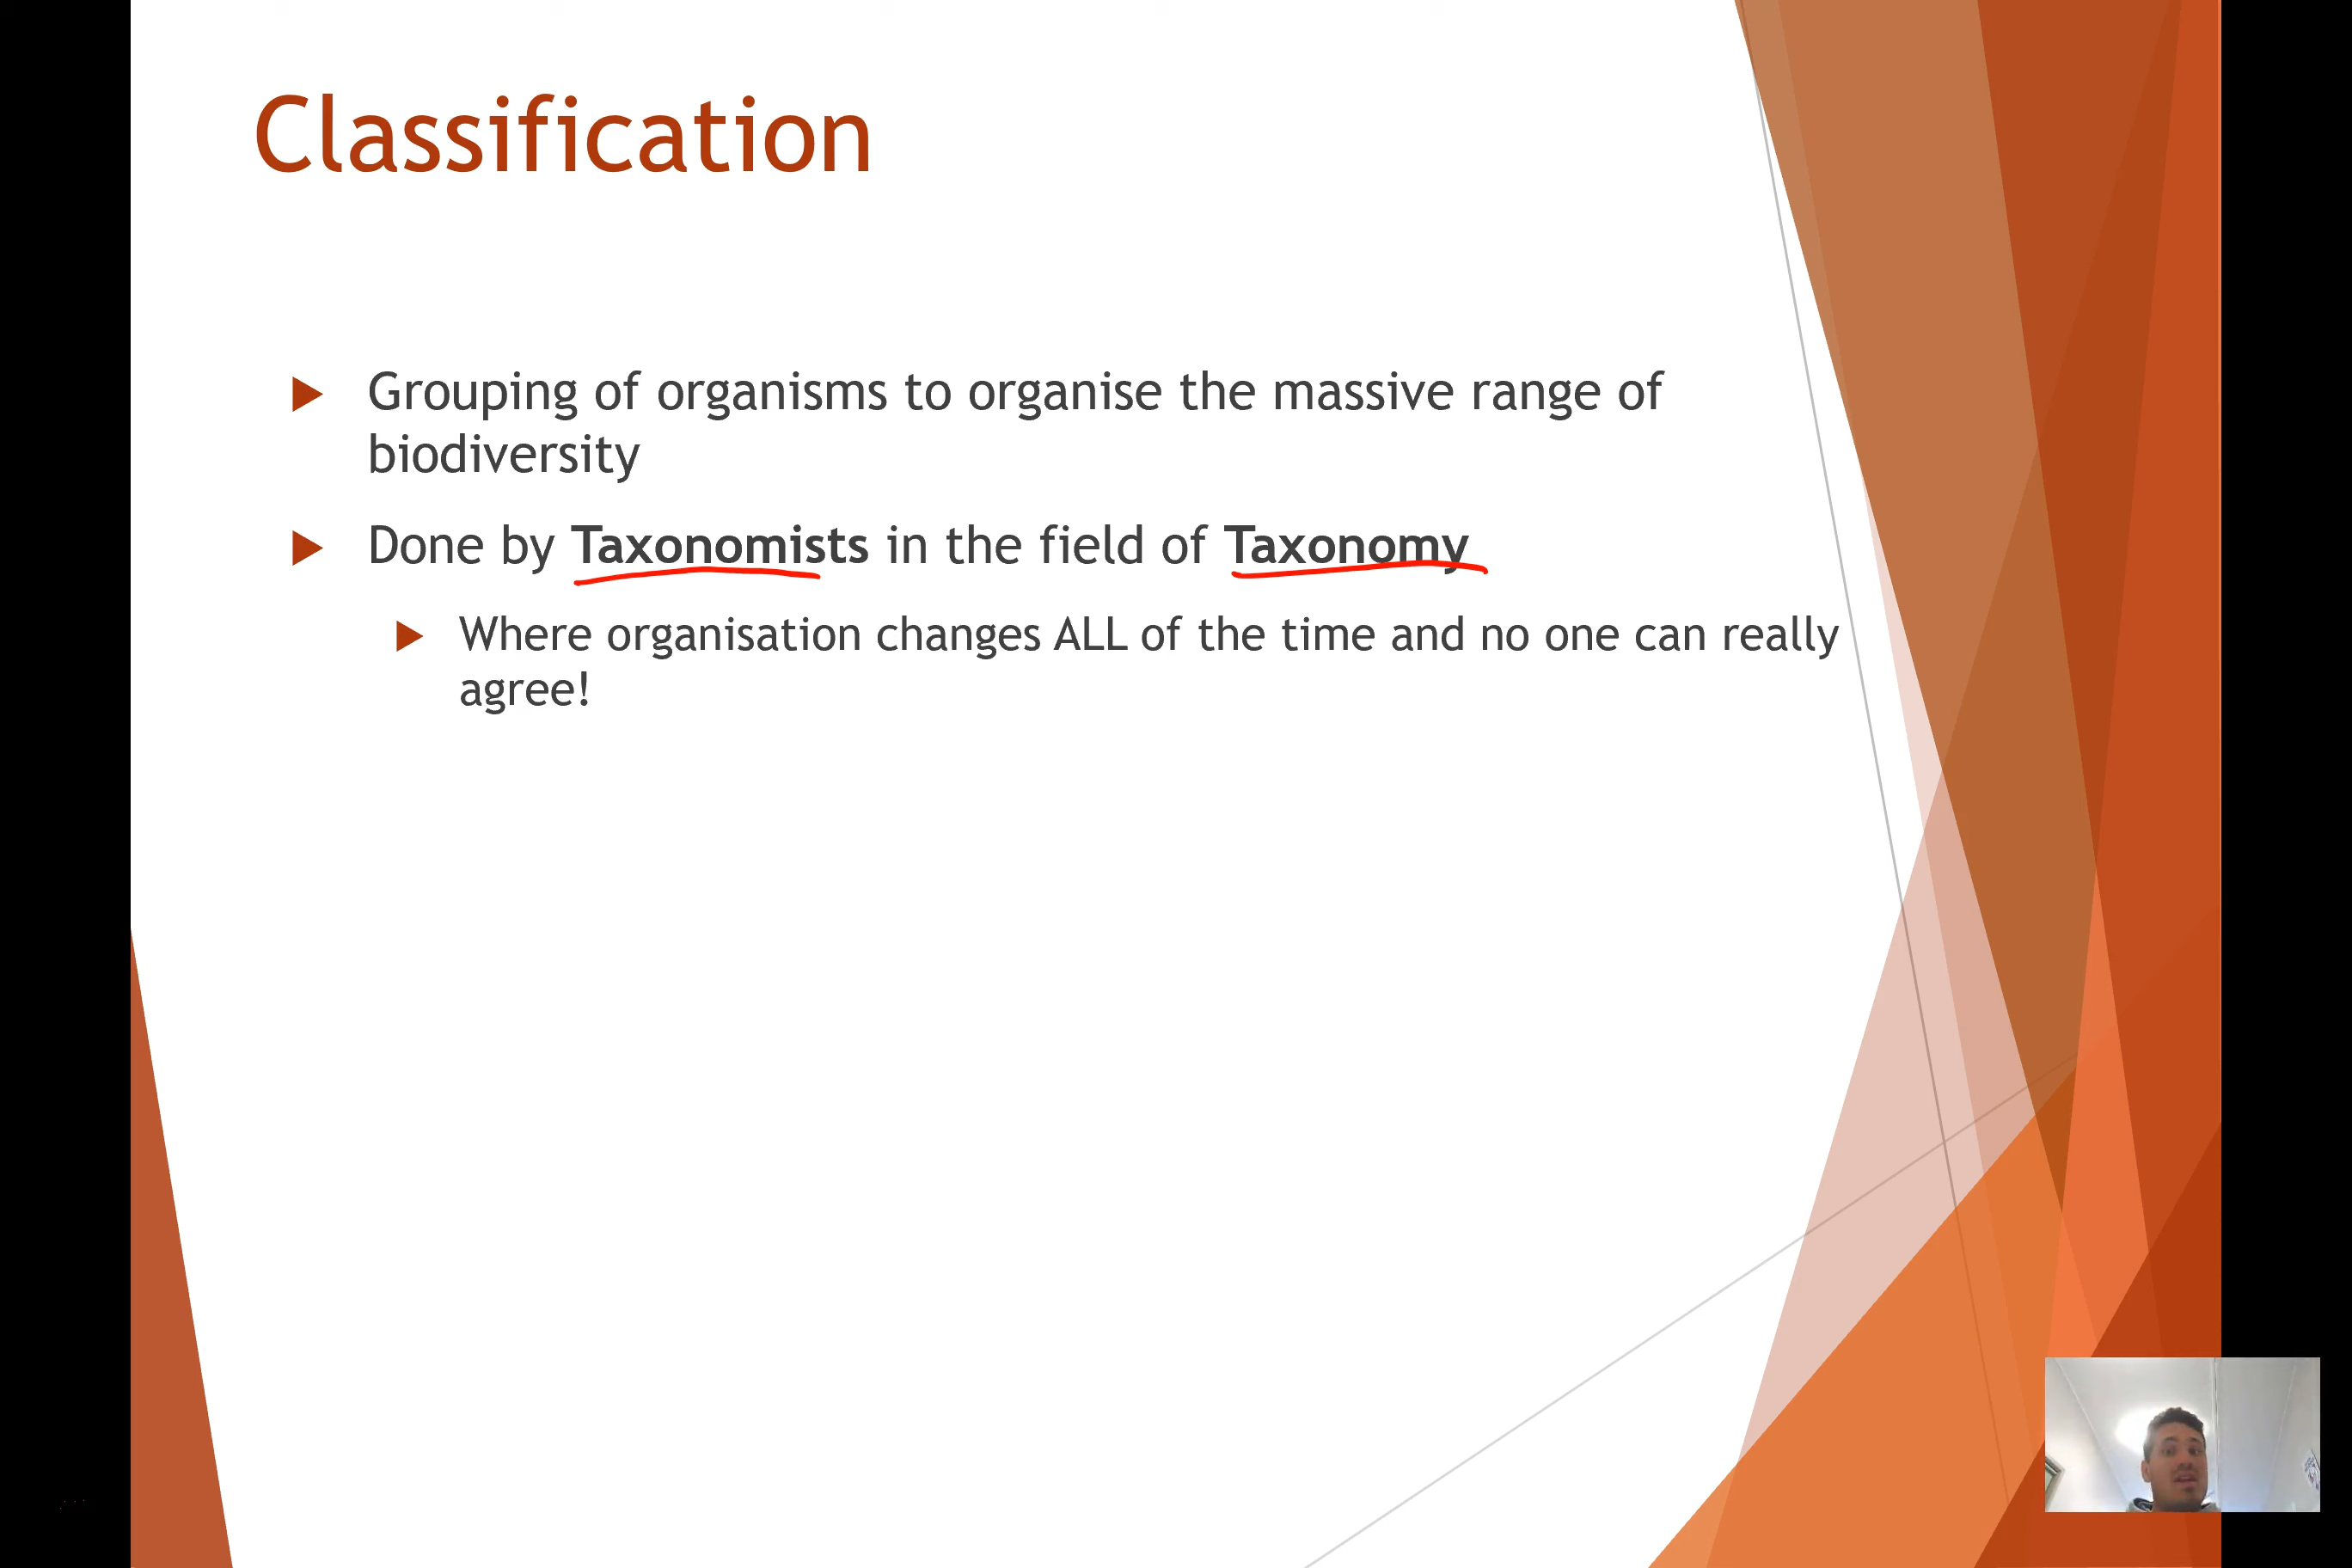 Classification
Grouping of organisms to organise the massive range of
biodiversity
Done by Taxonomists in the field of Taxonomy
Where organisation changes ALL of the time and no one can really
agree!